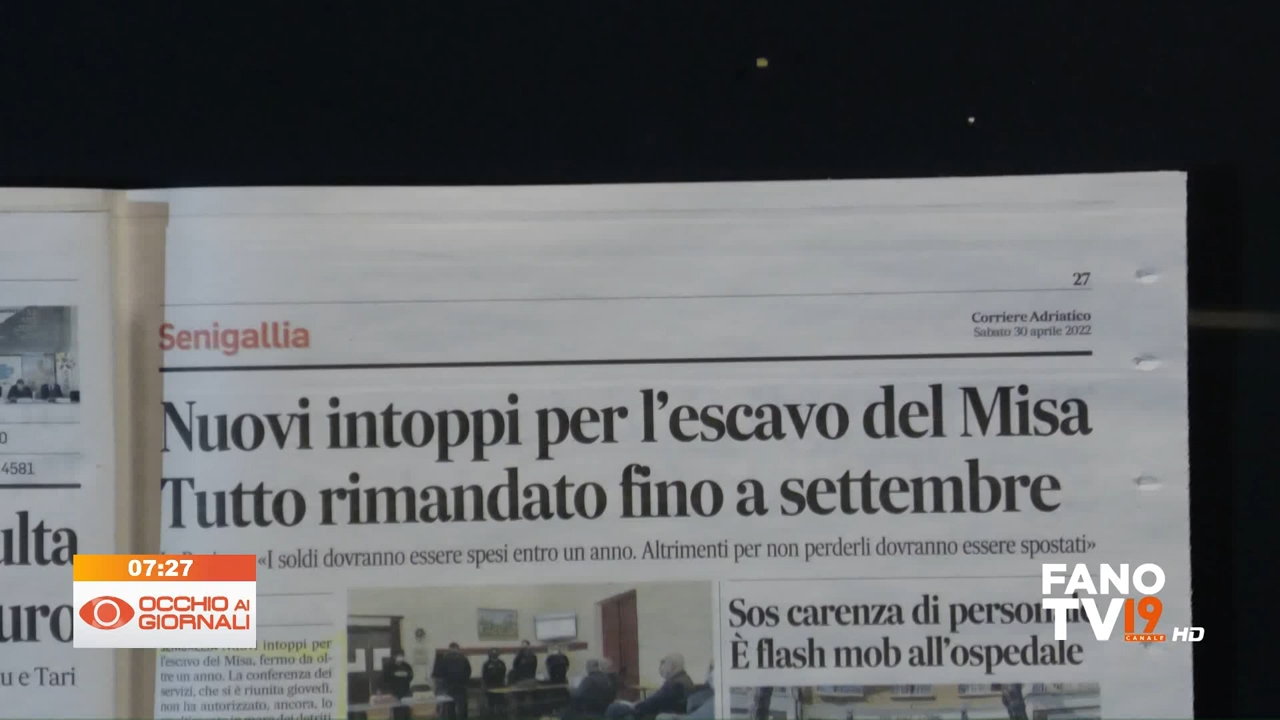 27
Senigallia
Corriere Adriatico
Sabato 30 aprile 2022
Nuovi intoppi per l'escavo del Misa
Tutto rimandato fino a settembre
«I soldi dovranno essere spesi entro un anno. Altrimenti per non perderli dovranno essere spostati»
intoppi per
l'escavo del Misa, fermo da ol-
tre un anno. La conferenza dei
servizi, che si è riunita giovedì,
non ha autorizzato, ancora, lo
Sos carenza di personale
È flash mob all'ospedale
0
4581
ulta
uro
u e Tari
07:27
OCCHIO AI
GIORNALI
FANO
TV19
CANALE
HD